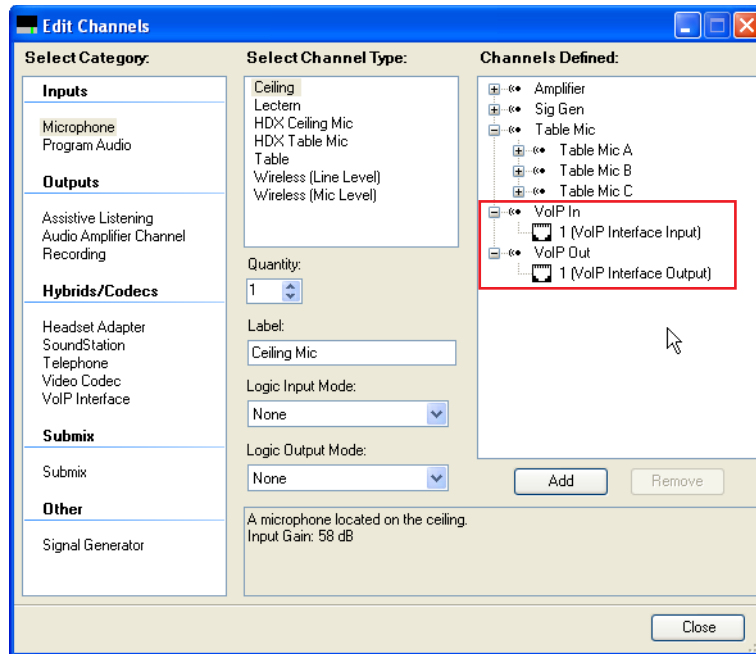 Edit Channels
Select Category:
Inputs
Microphone
Program Audio
Outputs
Assistive Listening
Audio Amplifier Channel
Recording
Hybrids/Codecs
Headset Adapter
SoundStation
Telephone
Video Codec
VoIP Interface
Submix
Submix
Other
Signal Generator
Select Channel Type:
Ceiling
Lectern
HDX Ceiling Mic
HDX Table Mic
Table
Wireless (Line Level)
Wireless (Mic Level)
Quantity:
1
Label:
Ceiling Mic
Logic Input Mode:
None
Logic Output Mode:
None
A microphone located on the ceiling.
Input Gain: 58 dB
Channels Defined:
Amplifier
Sig Gen
Table Mic
Table Mic A
Table Mic B
Table Mic C
VoIP In
1 (VoIP Interface Input)
VoIP Out
1 (VoIP Interface Output)
Add
Remove
Close